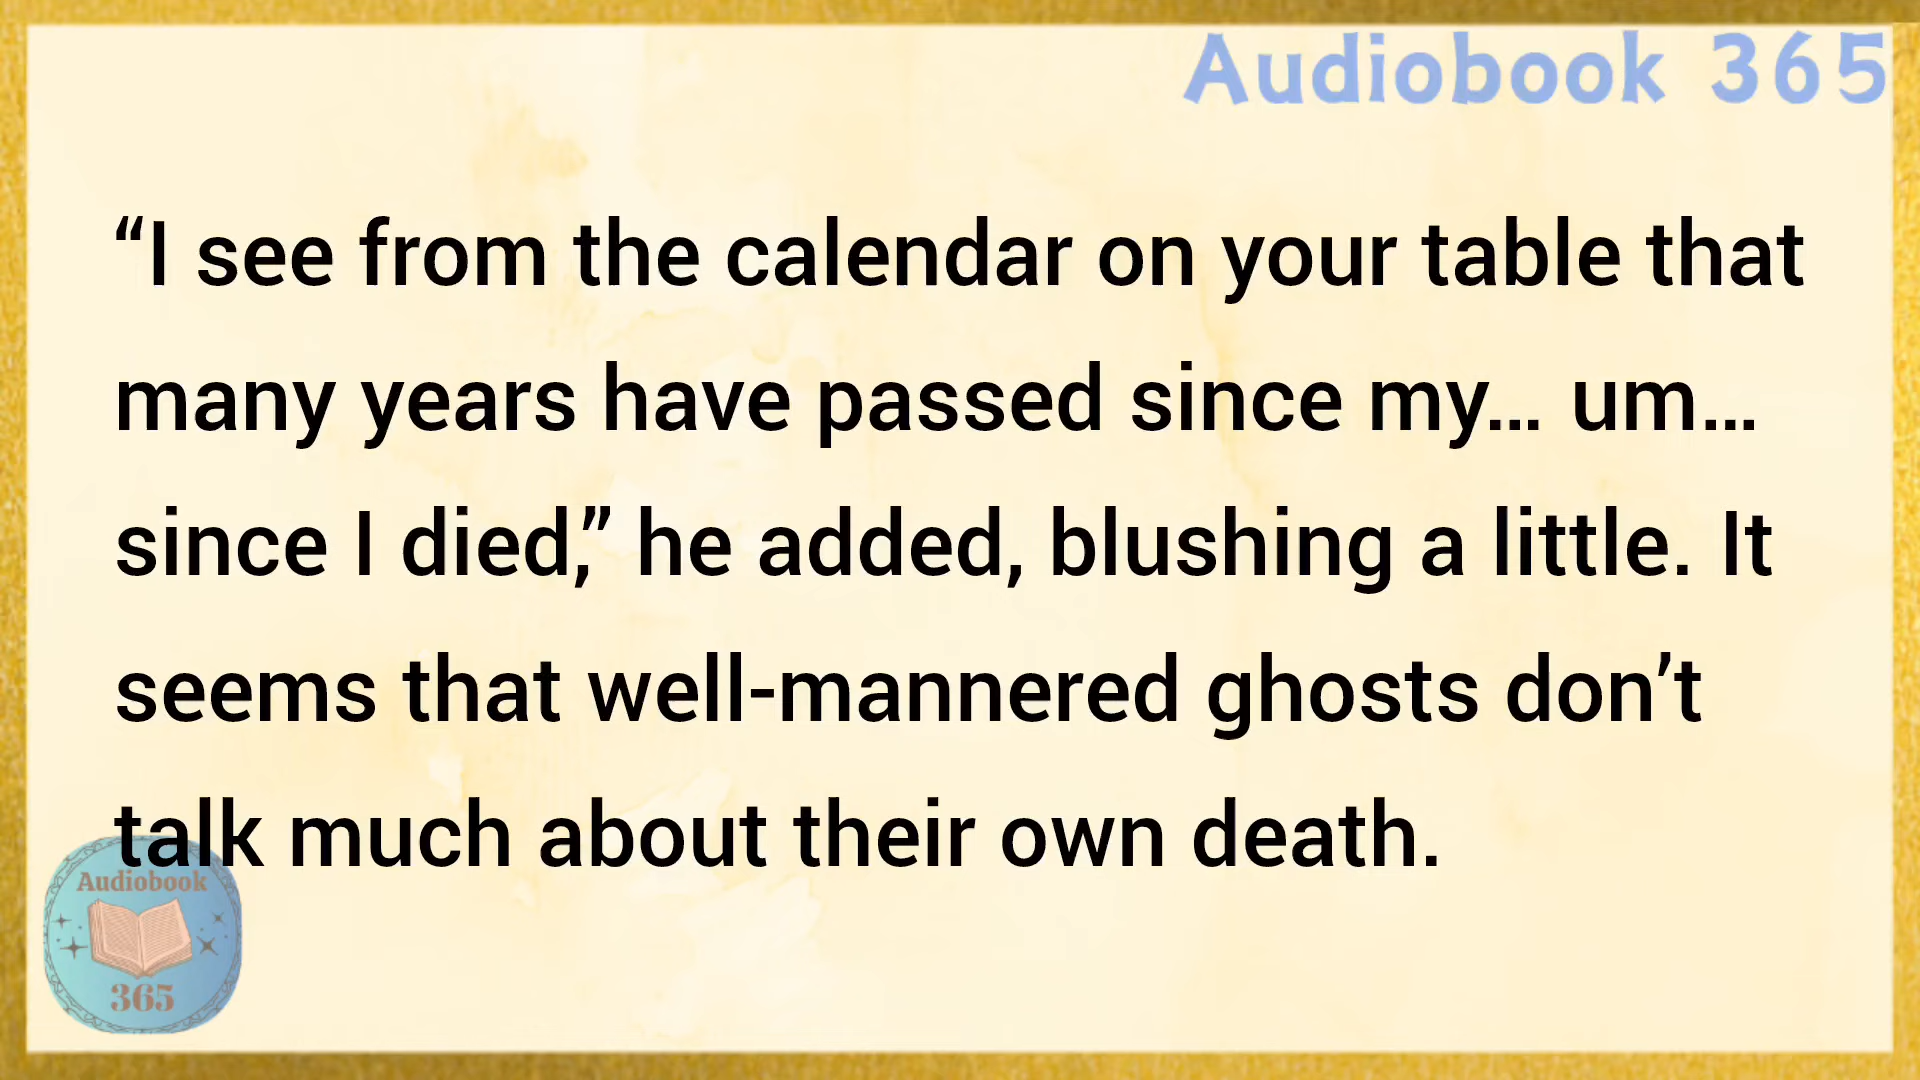 Audiobook 365
“I see from the calendar on your table that
many years have passed since my… um…
since I died,” he added, blushing a little. It
seems that well-mannered ghosts don’t
talk much about their own death.
Audiobook
365